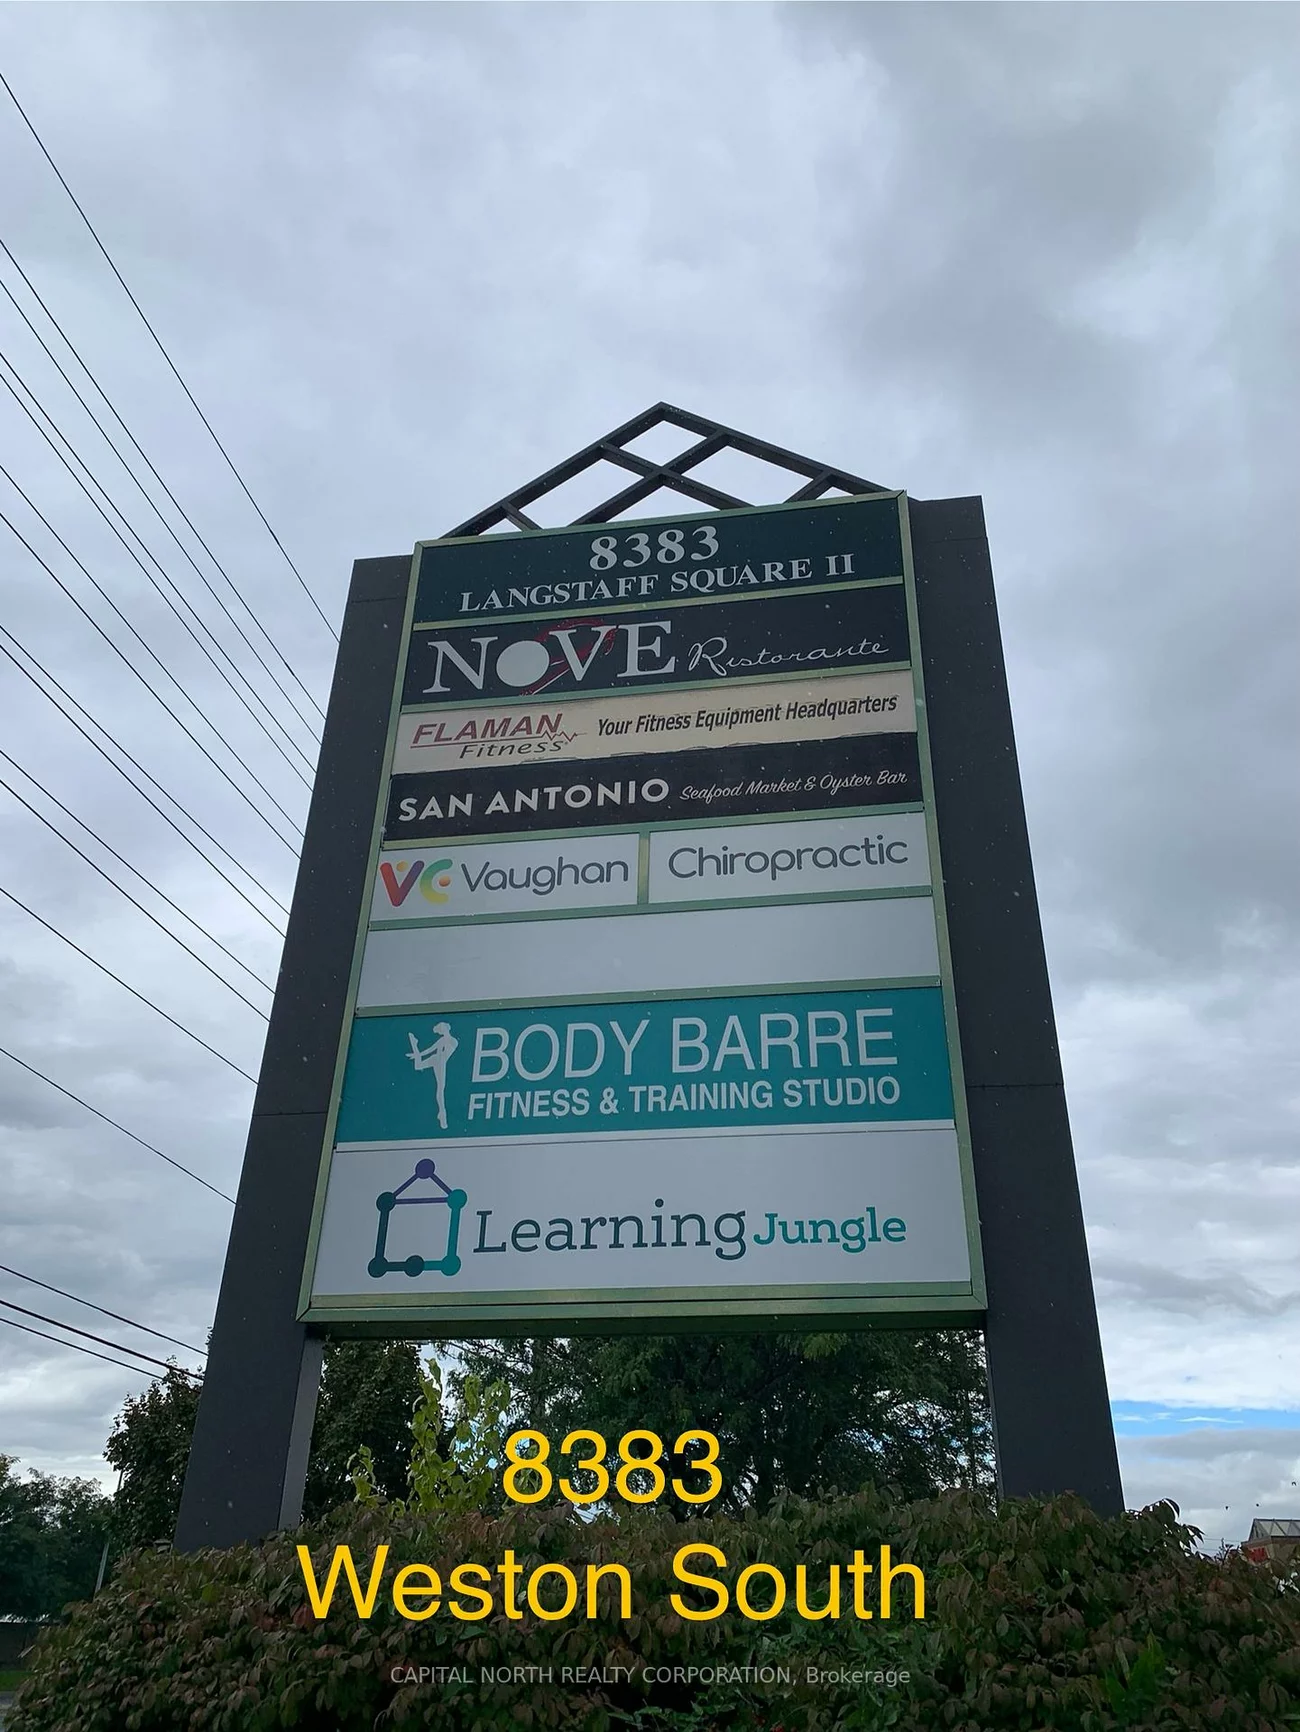 8383
LANGSTAFF SQUARE II
NOVE Ristorante
FLAMAN Fitness Your Fitness Equipment Headquarters
SAN ANTONIO Seafood Market & Oyster Bar
VC Vaughan Chiropractic
BODY BARRE
FITNESS & TRAINING STUDIO
Learning Jungle
8383
Weston South
CAPITAL NORTH REALTY CORPORATION, Brokerage